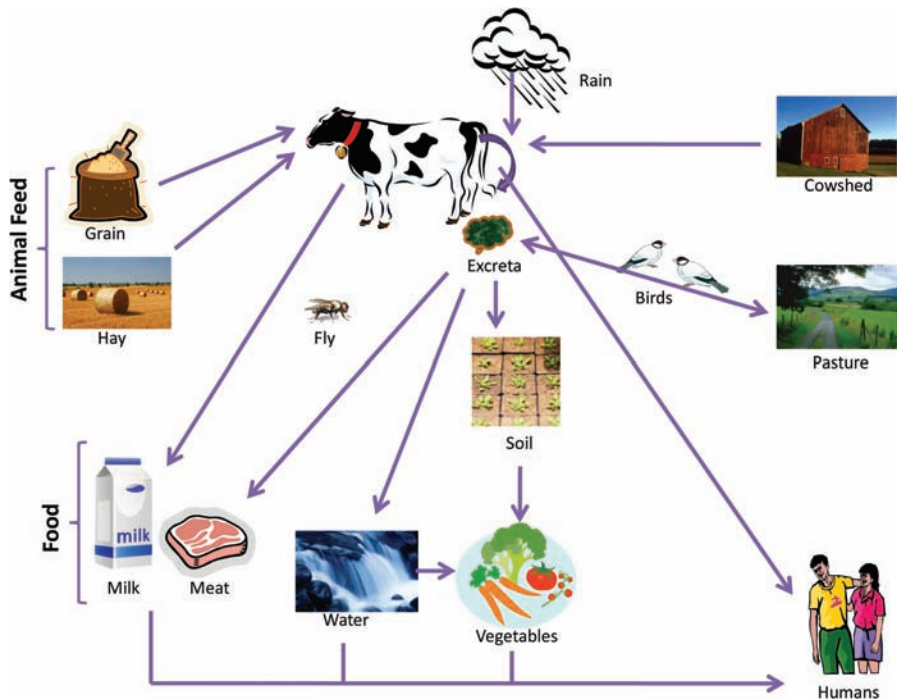 Rain
Cowshed
Animal Feed
Grain
Excreta
Birds
Hay
Fly
Pasture
Soil
Food
milk
Milk
Meat
Water
Vegetables
Humans